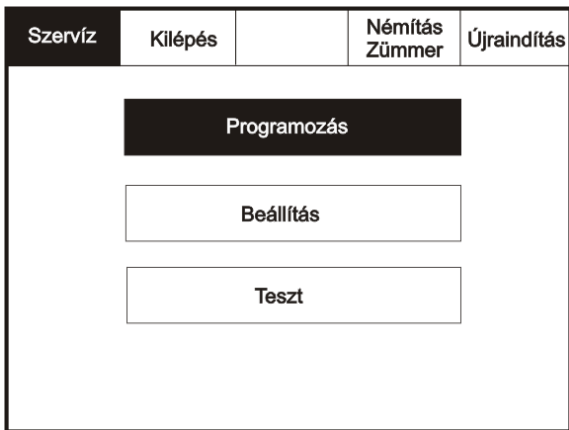 Szervíz
Kilépés
Némítás
Zümmer
Újraindítás
Programozás
Beállítás
Teszt